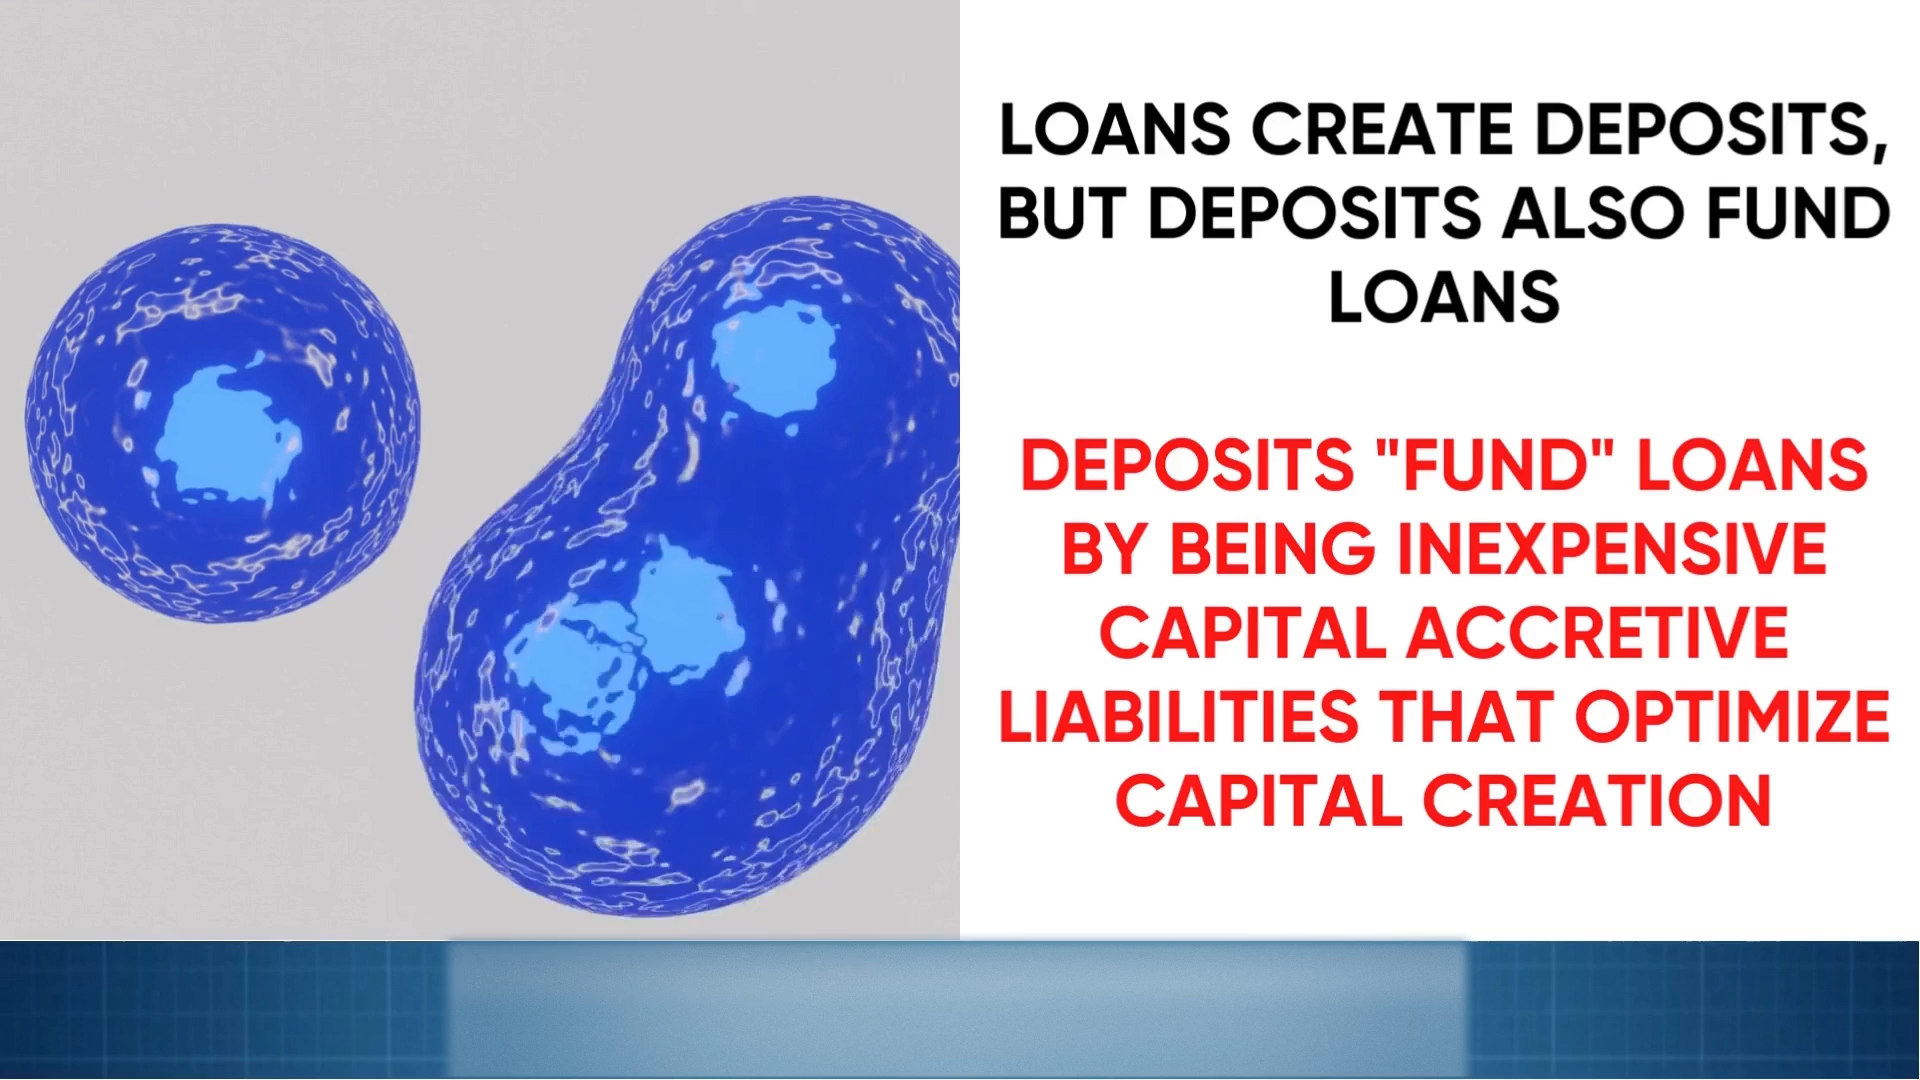 LOANS CREATE DEPOSITS,
BUT DEPOSITS ALSO FUND
LOANS
DEPOSITS "FUND" LOANS
BY BEING INEXPENSIVE
CAPITAL ACCRETIVE
LIABILITIES THAT OPTIMIZE
CAPITAL CREATION